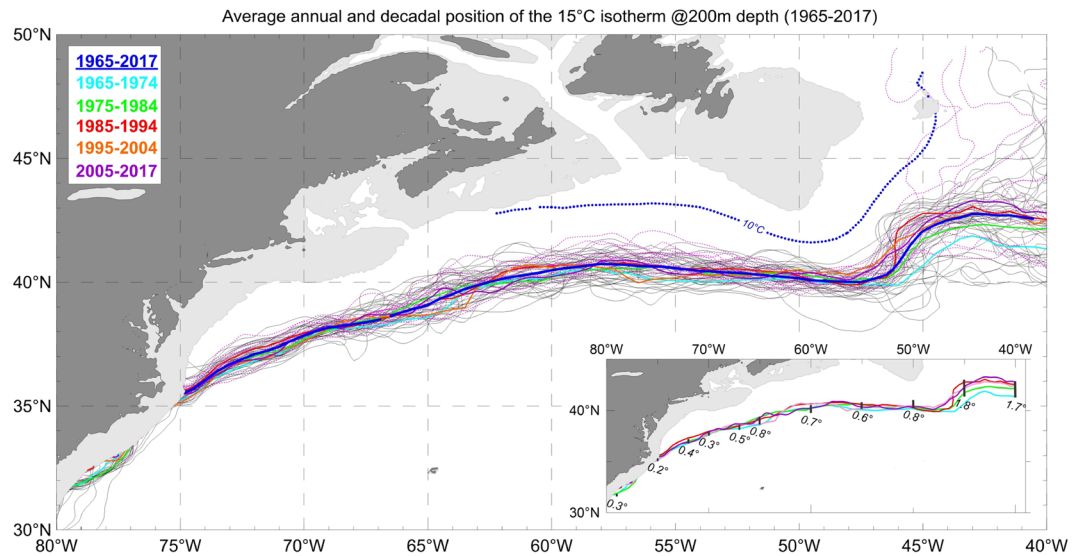 Average annual and decadal position of the 15°C isotherm @200m depth (1965-2017)
50°N
1965-2017
1965-1974
1975-1984
1985-1994
1995-2004
2005-2017
45°N
10°C
40°N
80°W 70°W 60°W 50°W 40°W
40°N
1.8° 1.7°
0.7° 0.6° 0.8°
0.4° 0.3° 0.5° 0.8°
0.2°
0.3°
30°N
35°N
30°N
80°W 75°W 70°W 65°W 60°W 55°W 50°W 45°W 40°W